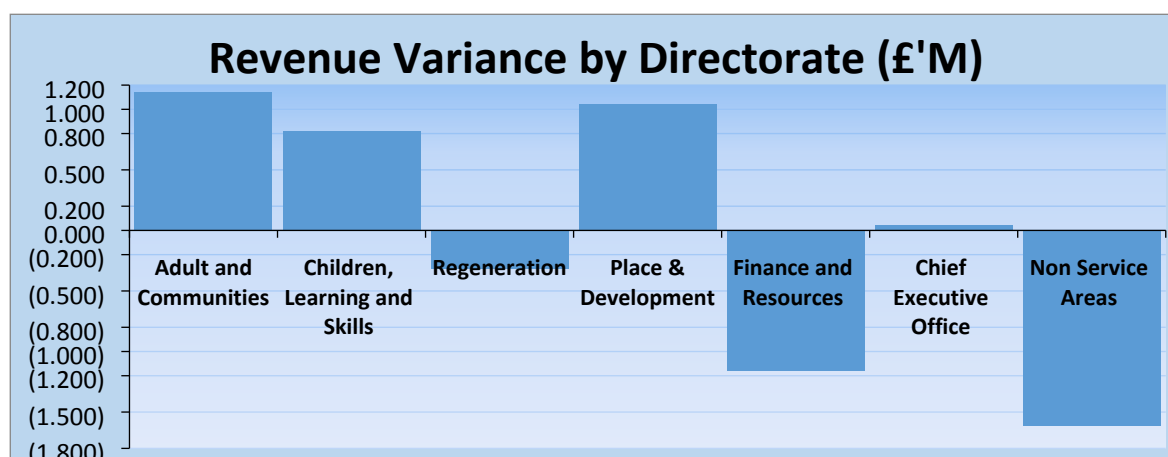 Revenue Variance by Directorate (£'M)
1.200
1.000
0.800
0.500
0.200
0.000
(0.200)
(0.500)
(0.800)
(1.000)
(1.200)
(1.500)
(1.800)
Adult and
Communities
Children,
Learning and
Skills
Regeneration
Place &
Development
Finance and
Resources
Chief
Executive
Office
Non Service
Areas